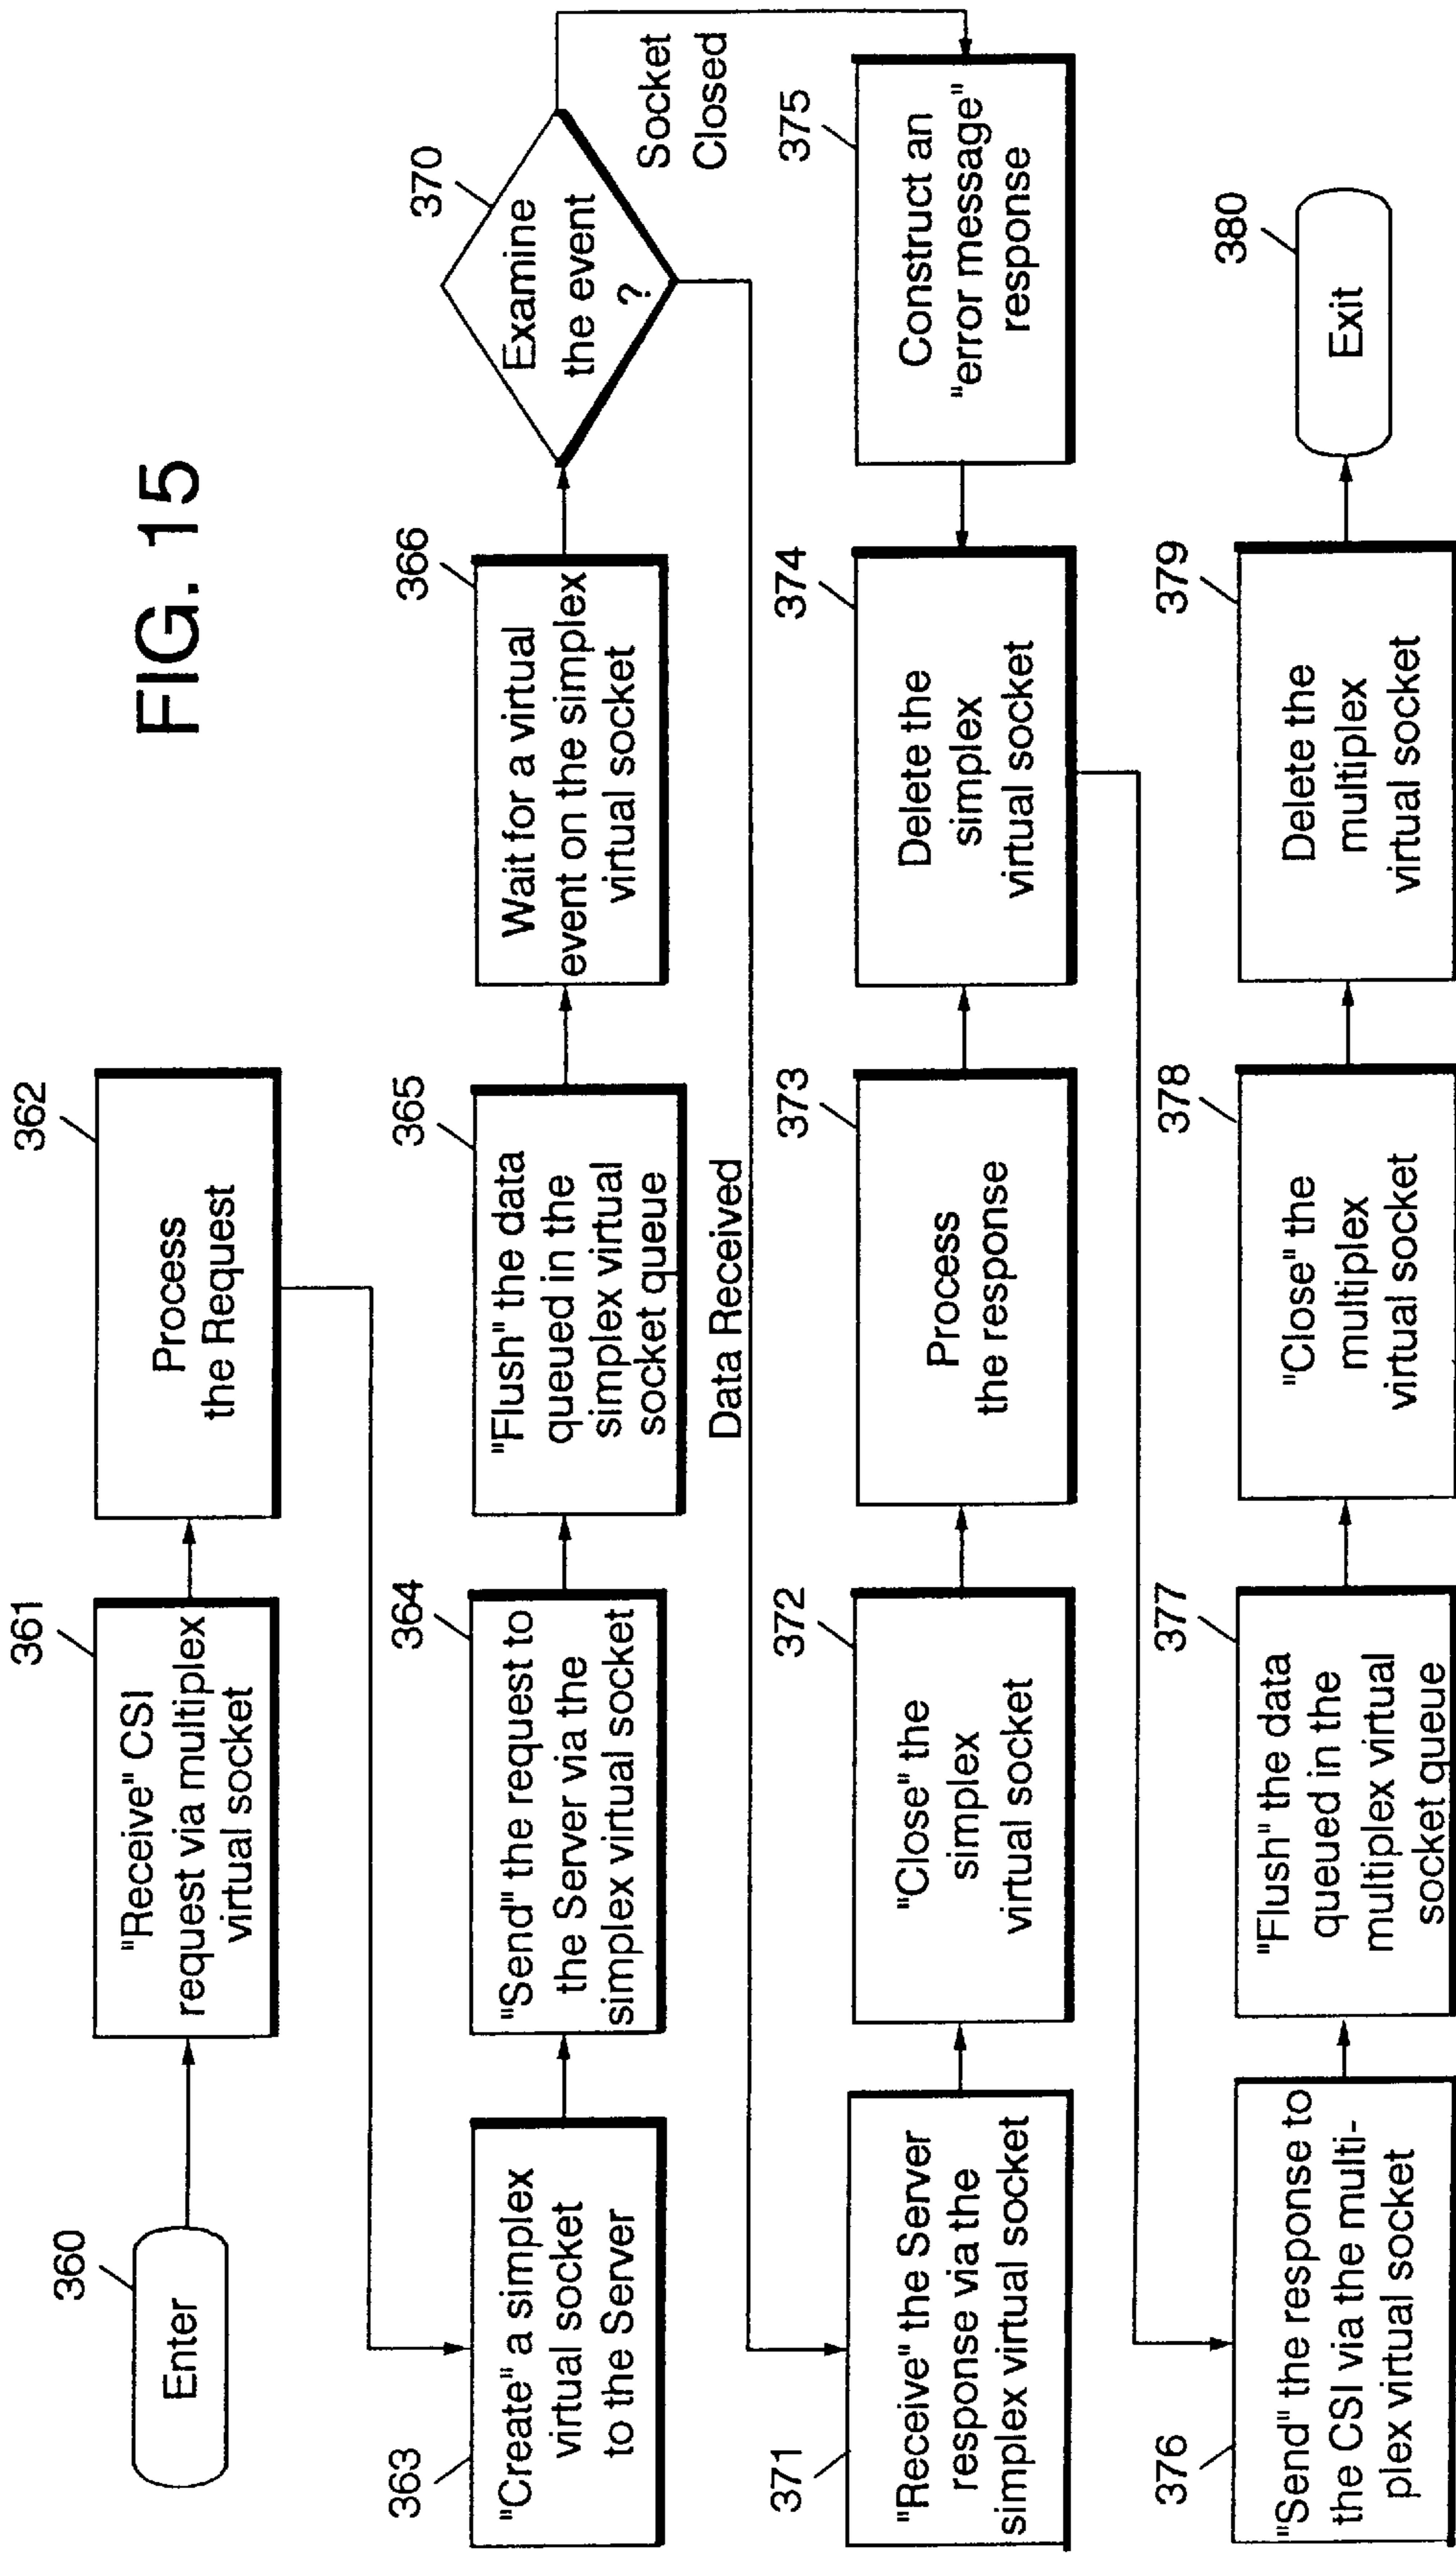 FIG. 15
360
Enter
361
"Receive" CSI
request via multiplex
virtual socket
362
Process
the Request
363
"Create" a simplex
virtual socket
to the Server
364
"Send" the request to
the Server via the
simplex virtual socket
365
"Flush" the data
queued in the
simplex virtual
socket queue
366
Wait for a virtual
event on the simplex
virtual socket
370
Examine
the event
?
Socket
Closed
Data Received
371
"Receive" the Server
response via the
simplex virtual socket
372
"Close" the
simplex
virtual socket
373
Process
the response
374
Delete the
simplex
virtual socket
375
Construct an
"error message"
response
376
"Send" the response to
the CSI via the multi-
plex virtual socket
377
"Flush" the data
queued in the
multiplex virtual
socket queue
378
"Close" the
multiplex
virtual socket
379
Delete the
multiplex
virtual socket
380
Exit